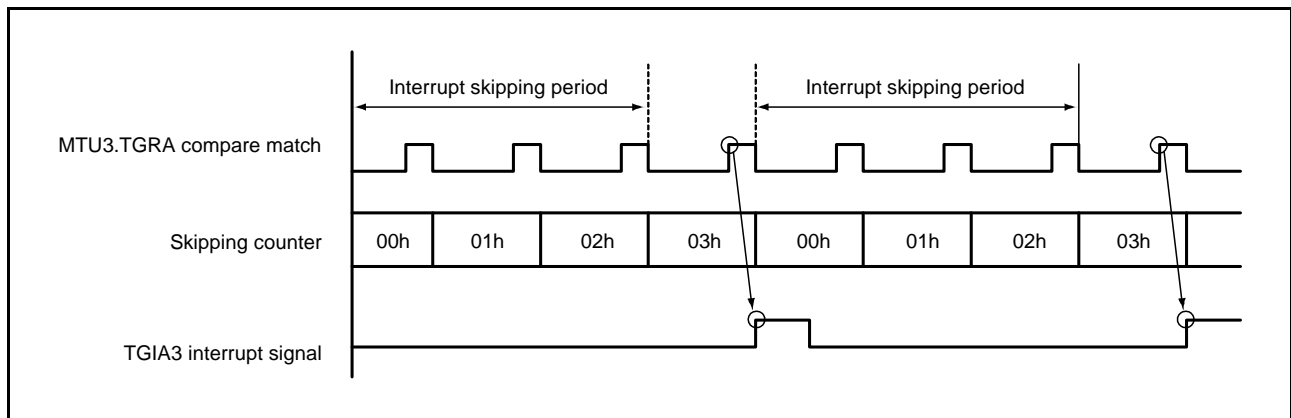 Interrupt skipping period
Interrupt skipping period
MTU3.TGRA compare match
Skipping counter
00h
01h
02h
03h
00h
01h
02h
03h
TGIA3 interrupt signal